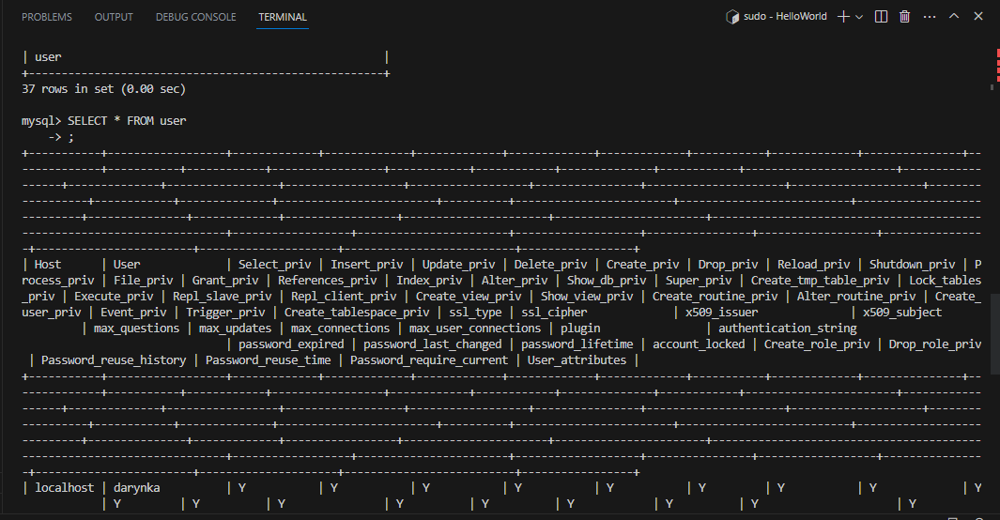 PROBLEMS OUTPUT DEBUG CONSOLE TERMINAL sudo - HelloWorld
| user |
+------------------------------------------------------+
37 rows in set (0.00 sec)
mysql> SELECT * FROM user
-> ;
| Host | User | Select_priv | Insert_priv | Update_priv | Delete_priv | Create_priv | Drop_priv | Reload_priv | Shutdown_priv | P
rocess_priv | File_priv | Grant_priv | References_priv | Index_priv | Alter_priv | Show_db_priv | Super_priv | Create_tmp_table_priv | Lock_tables
_priv | Execute_priv | Repl_slave_priv | Repl_client_priv | Create_view_priv | Show_view_priv | Create_routine_priv | Alter_routine_priv | Create_
user_priv | Event_priv | Trigger_priv | Create_tablespace_priv | ssl_type | ssl_cipher | x509_issuer | x509_subject
| max_questions | max_updates | max_connections | max_user_connections | plugin | authentication_string
| password_expired | password_last_changed | password_lifetime | account_locked | Create_role_priv | Drop_role_priv
| Password_reuse_history | Password_reuse_time | Password_require_current | User_attributes |
| localhost | darynka | Y | Y | Y | Y | Y | Y | Y | Y | Y
| Y | Y | Y | Y | Y | Y | Y | Y | Y